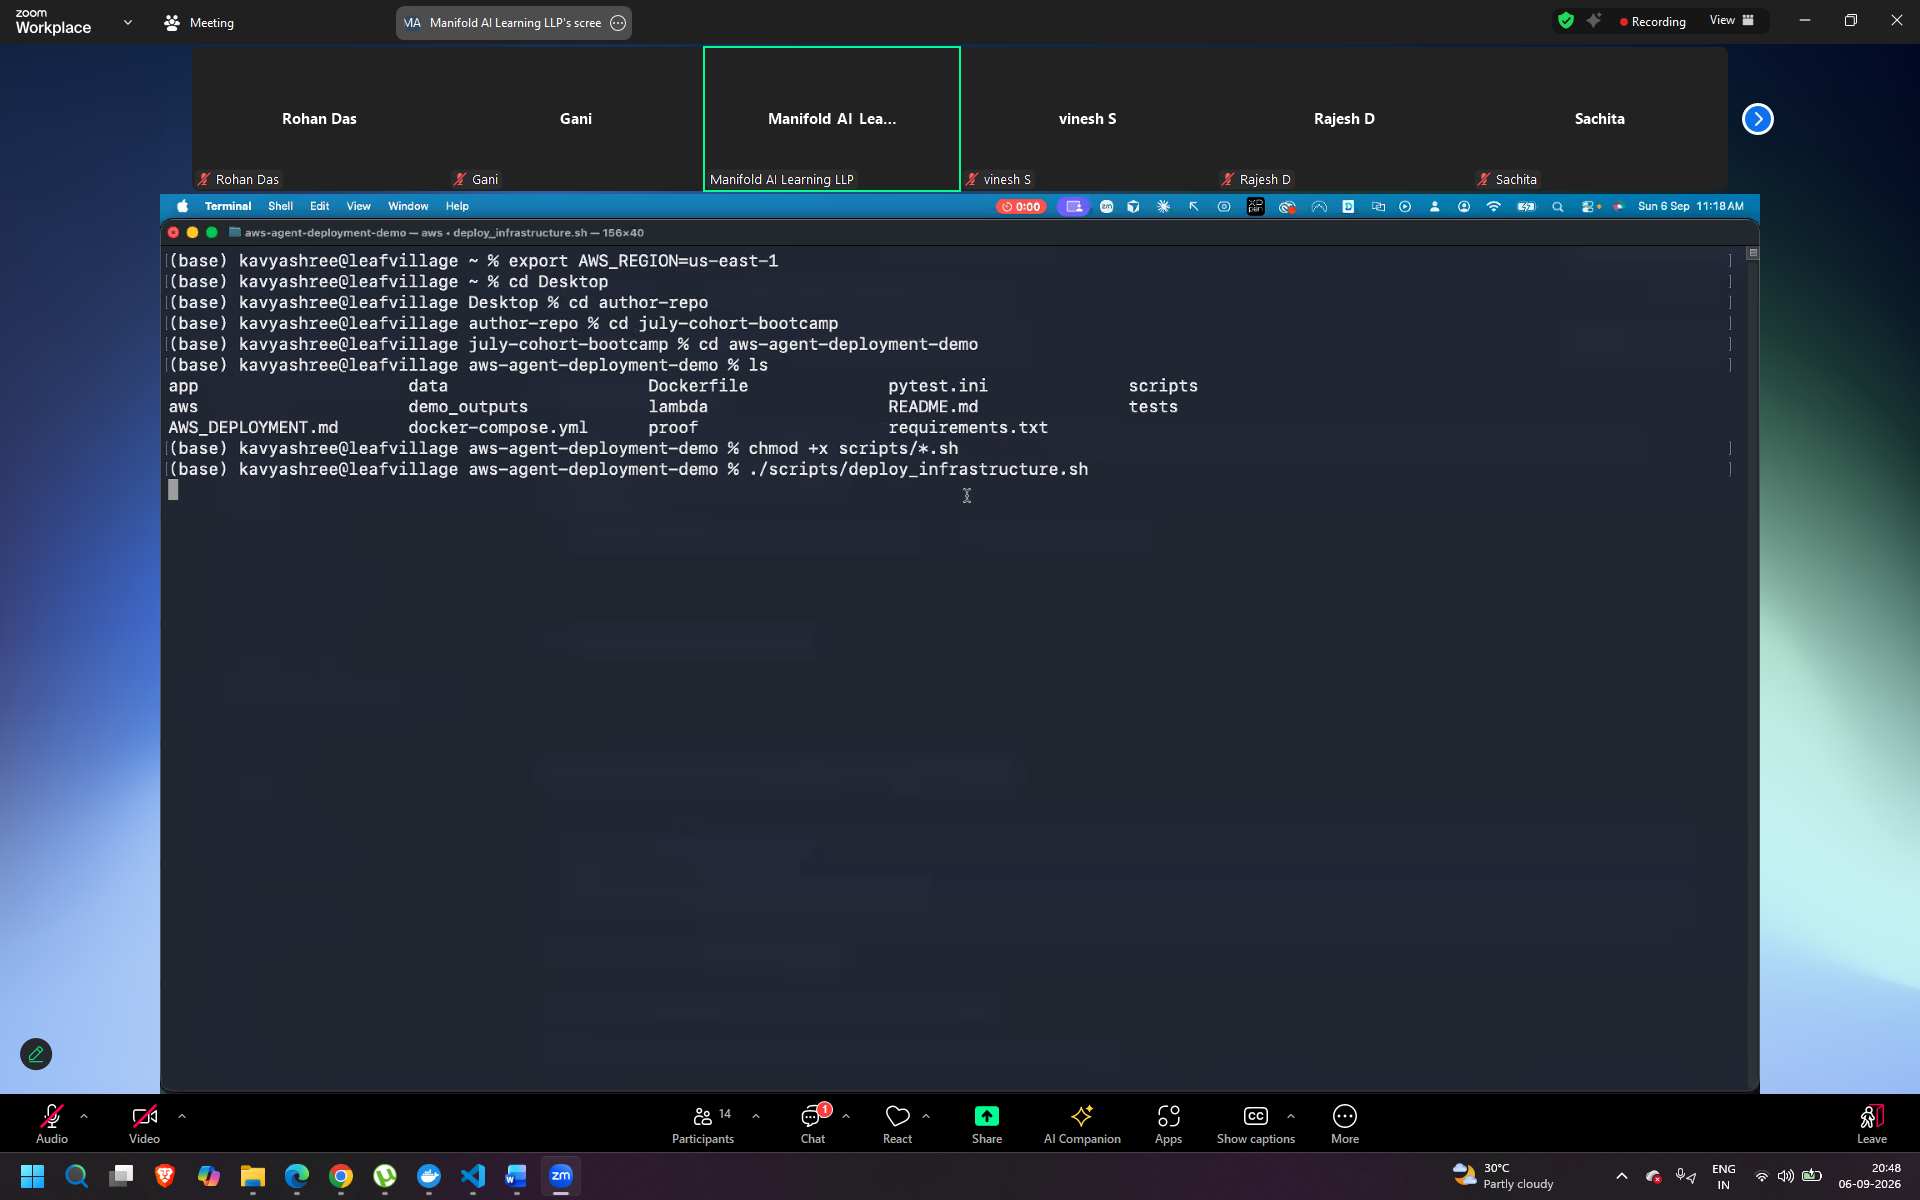 zoom
Workplace
Meeting
MA Manifold AI Learning LLP's scree
Recording
View
Rohan Das
Gani
Manifold AI Lea...
vinesh S
Rajesh D
Sachita
Rohan Das
Gani
Manifold AI Learning LLP
vinesh S
Rajesh D
Sachita
Terminal Shell Edit View Window Help
0:00
Sun 6 Sep 11:18 AM
aws-agent-deployment-demo — aws • deploy_infrastructure.sh — 156×40
[(base) kavyashree@leafvillage ~ % export AWS_REGION=us-east-1 ]
[(base) kavyashree@leafvillage ~ % cd Desktop ]
[(base) kavyashree@leafvillage Desktop % cd author-repo ]
[(base) kavyashree@leafvillage author-repo % cd july-cohort-bootcamp ]
[(base) kavyashree@leafvillage july-cohort-bootcamp % cd aws-agent-deployment-demo ]
[(base) kavyashree@leafvillage aws-agent-deployment-demo % ls ]
app data Dockerfile pytest.ini scripts
aws demo_outputs lambda README.md tests
AWS_DEPLOYMENT.md docker-compose.yml proof requirements.txt
[(base) kavyashree@leafvillage aws-agent-deployment-demo % chmod +x scripts/*.sh ]
[(base) kavyashree@leafvillage aws-agent-deployment-demo % ./scripts/deploy_infrastructure.sh ]
Audio
Video
Participants
14
Chat
1
React
Share
AI Companion
Apps
CC
Show captions
More
Leave
zm
30°C
Partly cloudy
ENG
IN
20:48
06-09-2026